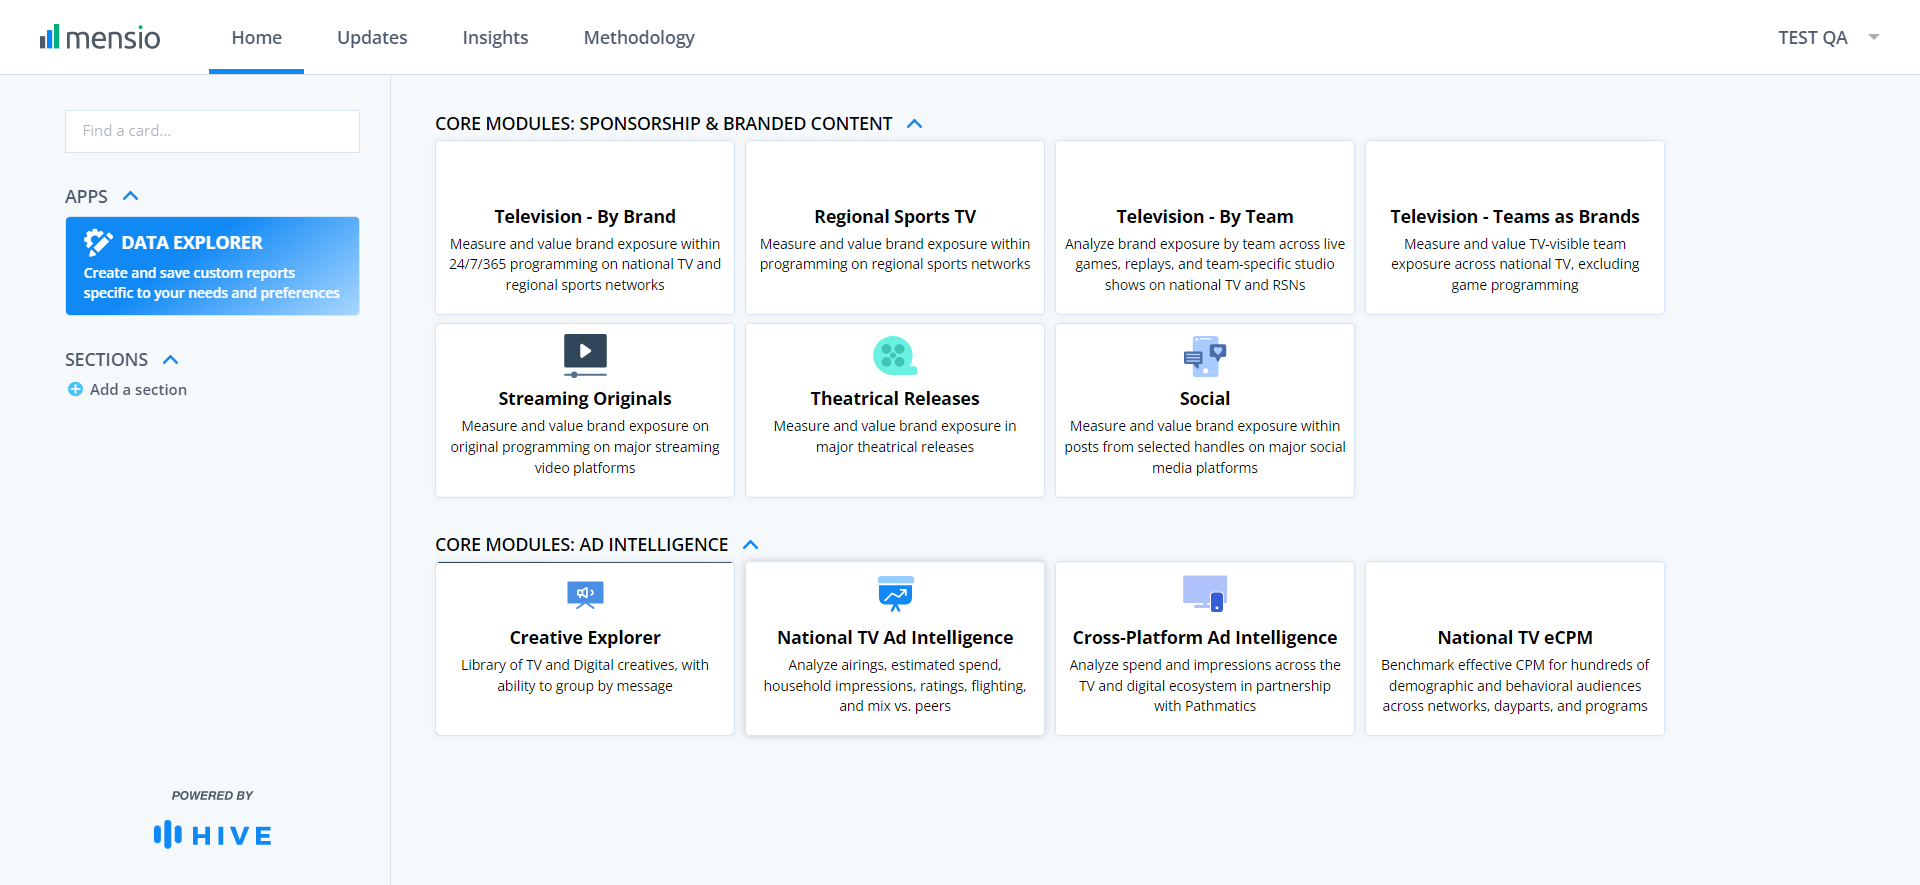 mensio
Home
Updates
Insights
Methodology
TEST QA
Find a card...
APPS
DATA EXPLORER
Create and save custom reports
specific to your needs and preferences
SECTIONS
Add a section
POWERED BY
HIVE
CORE MODULES: SPONSORSHIP & BRANDED CONTENT
Television - By Brand
Measure and value brand exposure within
24/7/365 programming on national TV and
regional sports networks
Regional Sports TV
Measure and value brand exposure within
programming on regional sports networks
Television - By Team
Analyze brand exposure by team across live
games, replays, and team-specific studio
shows on national TV and RSNs
Television - Teams as Brands
Measure and value TV-visible team
exposure across national TV, excluding
game programming
Streaming Originals
Measure and value brand exposure on
original programming on major streaming
video platforms
Theatrical Releases
Measure and value brand exposure in
major theatrical releases
Social
Measure and value brand exposure within
posts from selected handles on major social
media platforms
CORE MODULES: AD INTELLIGENCE
Creative Explorer
Library of TV and Digital creatives, with
ability to group by message
National TV Ad Intelligence
Analyze airings, estimated spend,
household impressions, ratings, flighting,
and mix vs. peers
Cross-Platform Ad Intelligence
Analyze spend and impressions across the
TV and digital ecosystem in partnership
with Pathmatics
National TV eCPM
Benchmark effective CPM for hundreds of
demographic and behavioral audiences
across networks, dayparts, and programs